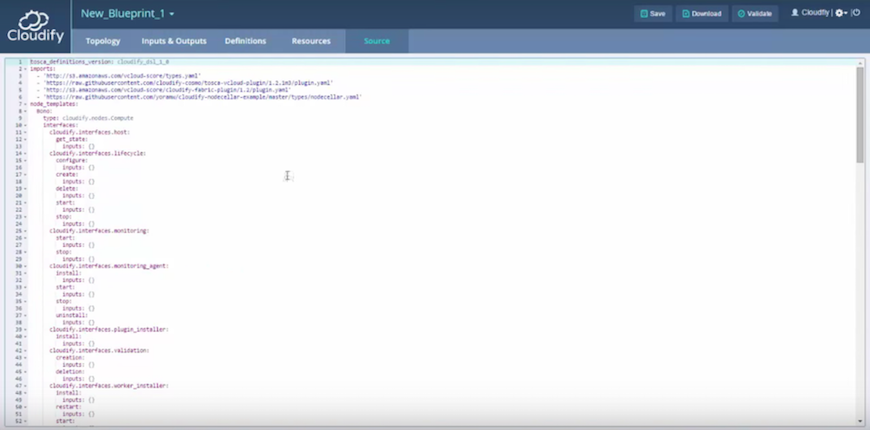 New_Blueprint_1
Save
Download
Validate
Cloudify
Cloudify
Topology
Inputs & Outputs
Definitions
Resources
Source
1 tosca_definitions_version: cloudify_dsl_1_0
2 imports:
3 - 'http://s3.amazonaws.com/vcloud-score/types.yaml'
4 - 'https://raw.githubusercontent.com/cloudify-cosmo/tosca-vcloud-plugin/1.2.1m3/plugin.yaml'
5 - 'http://s3.amazonaws.com/vcloud-score/cloudify-fabric-plugin/1.2/plugin.yaml'
6 - 'https://raw.githubusercontent.com/yoramw/cloudify-nodecellar-example/master/types/nodecellar.yaml'
7 node_templates:
8
9 type: cloudify.nodes.Compute
10 interfaces:
11 cloudify.interfaces.host:
12 get_state:
13 inputs: {}
14 cloudify.interfaces.lifecycle:
15 configure:
16 inputs: {}
17 create:
18 inputs: {}
19 delete:
20 inputs: {}
21 start:
22 inputs: {}
23 stop:
24 inputs: {}
25 cloudify.interfaces.monitoring:
26 start:
27 inputs: {}
28 stop:
29 inputs: {}
30 cloudify.interfaces.monitoring_agent:
31 install:
32 inputs: {}
33 start:
34 inputs: {}
35 stop:
36 inputs: {}
37 uninstall:
38 inputs: {}
39 cloudify.interfaces.plugin_installer:
40 install:
41 inputs: {}
42 cloudify.interfaces.validation:
43 creation:
44 inputs: {}
45 deletion:
46 inputs: {}
47 cloudify.interfaces.worker_installer:
48 install:
49 inputs: {}
50 restart:
51 inputs: {}
52 start: